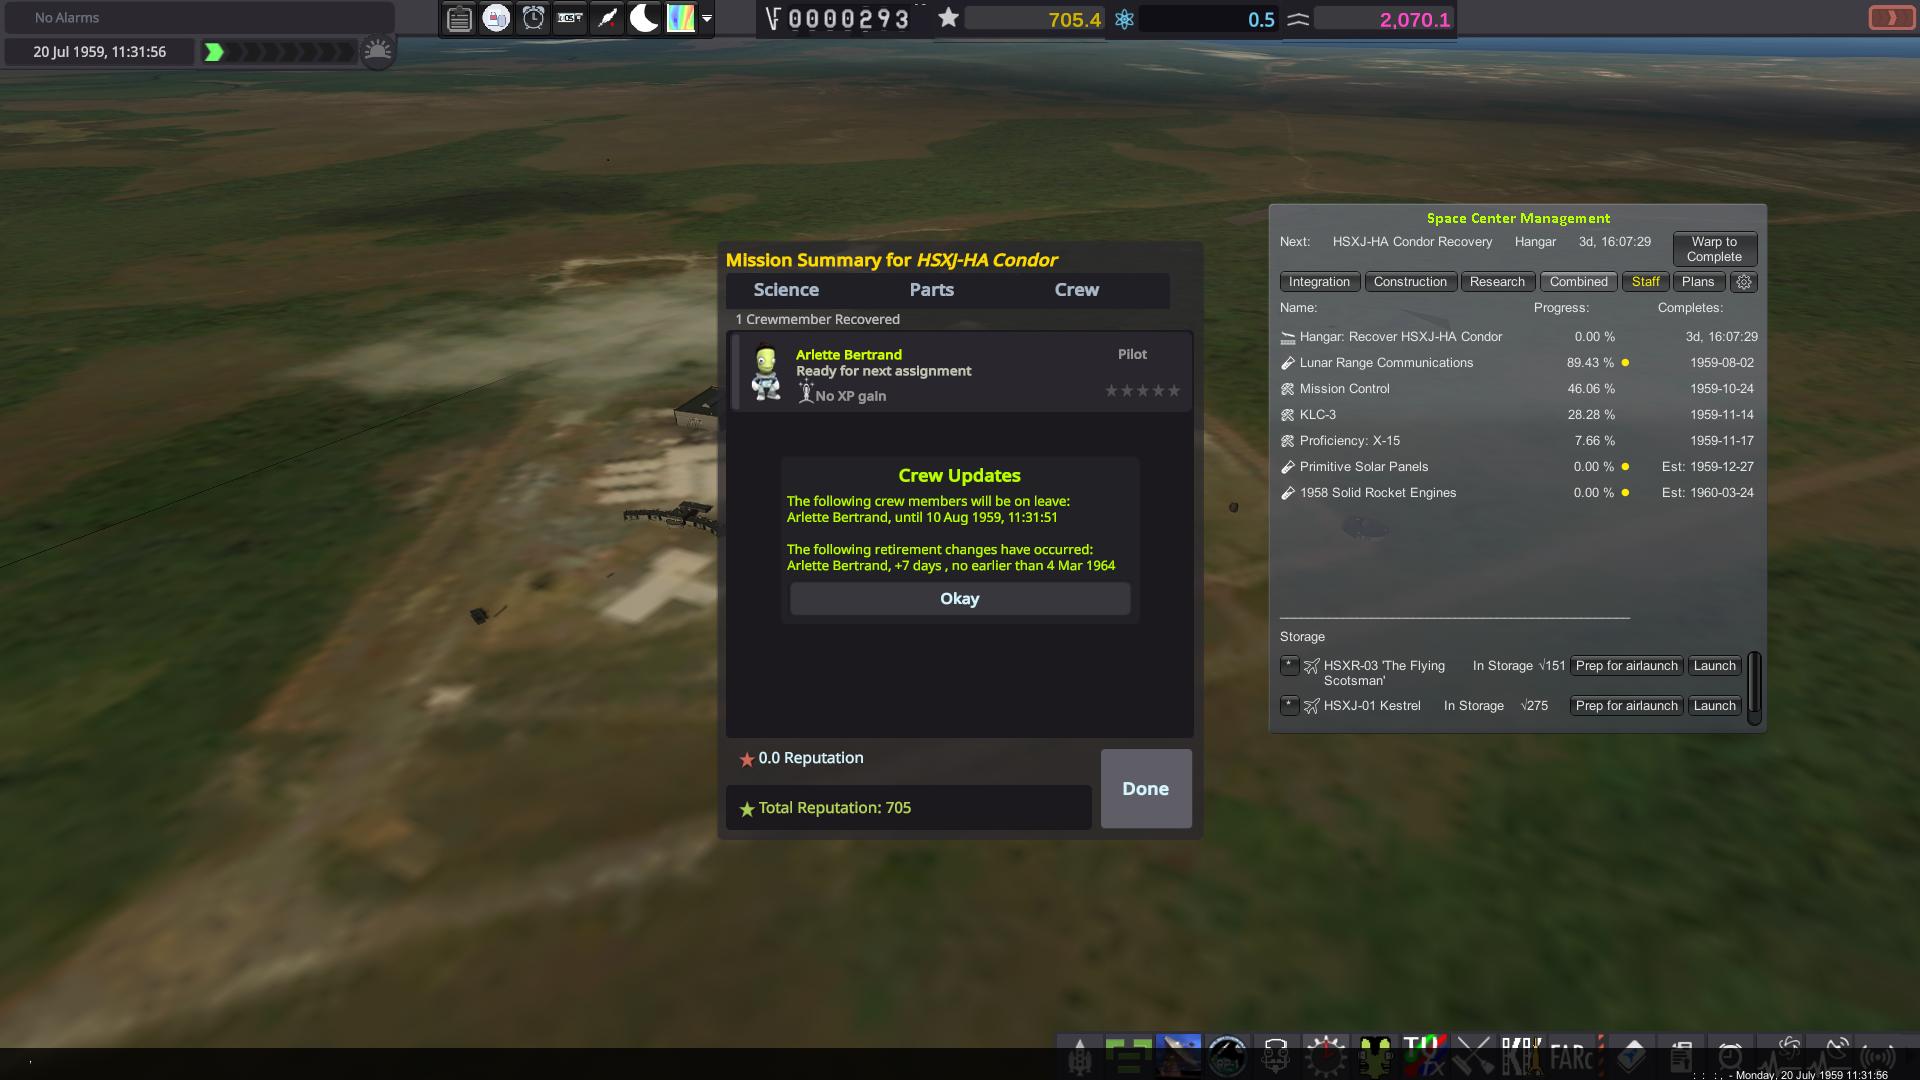 No Alarms
20 Jul 1959, 11:31:56
COST
√F 0000293
705.4
0.5
2,070.1
Space Center Management
Next: HSXJ-HA Condor Recovery Hangar 3d, 16:07:29 Warp to Complete
Integration Construction Research Combined Staff Plans
Name: Progress: Completes:
Hangar: Recover HSXJ-HA Condor 0.00 % 3d, 16:07:29
Lunar Range Communications 89.43 % 1959-08-02
Mission Control 46.06 % 1959-10-24
KLC-3 28.28 % 1959-11-14
Proficiency: X-15 7.66 % 1959-11-17
Primitive Solar Panels 0.00 % Est: 1959-12-27
1958 Solid Rocket Engines 0.00 % Est: 1960-03-24
Storage
* HSXR-03 'The Flying Scotsman' In Storage √151 Prep for airlaunch Launch
* HSXJ-01 Kestrel In Storage √275 Prep for airlaunch Launch
Mission Summary for HSXJ-HA Condor
Science Parts Crew
1 Crewmember Recovered
Arlette Bertrand Pilot
Ready for next assignment
No XP gain
Crew Updates
The following crew members will be on leave:
Arlette Bertrand, until 10 Aug 1959, 11:31:51
The following retirement changes have occurred:
Arlette Bertrand, +7 days , no earlier than 4 Mar 1964
Okay
0.0 Reputation
Total Reputation: 705
Done
FARc
- Monday, 20 July 1959 11:31:56